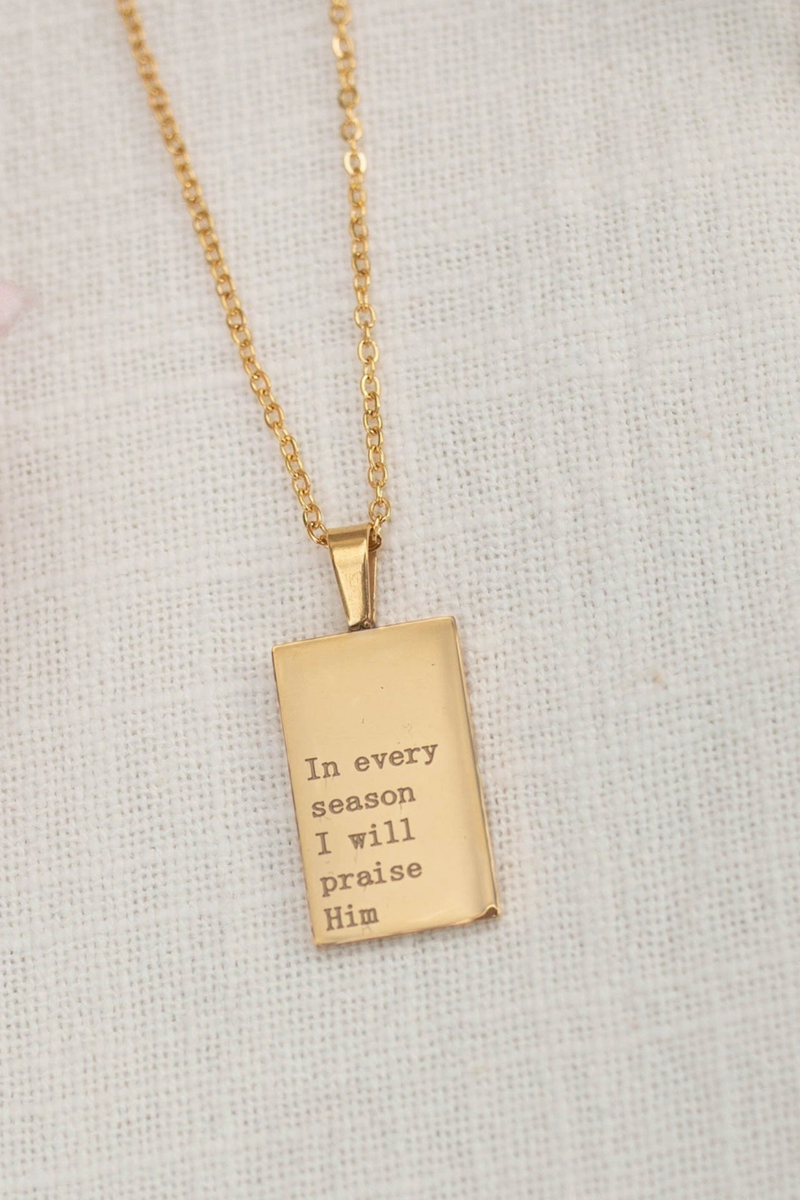 In every
season
I will
praise
Him